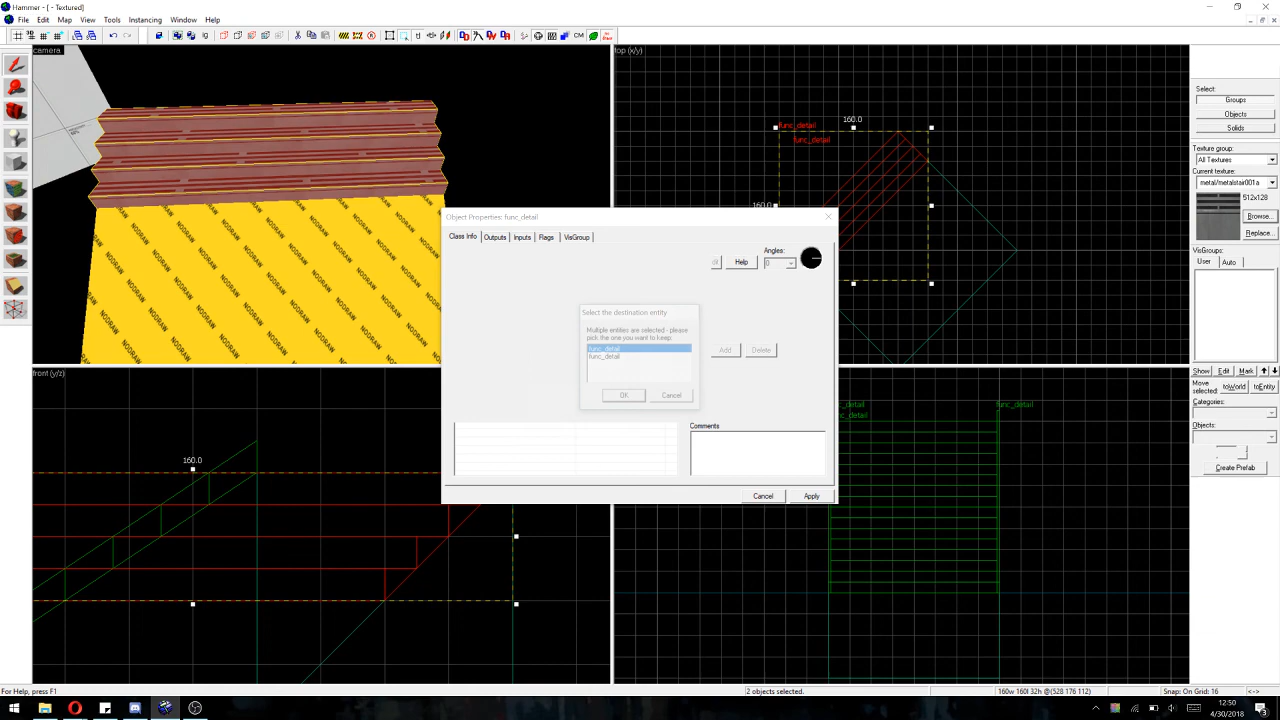 Hammer - [ - Textured]
File Edit Map View Tools Instancing Window Help
camera
NODRAW
top (x/y)
func_detail
func_detail
160.0
160.0
Select:
Groups
Objects
Solids
Texture group:
All Textures
Current texture:
metal/metalstair001a
512x128
Browse...
Replace...
VisGroups:
User Auto
Show Edit Mark
Move selected: toWorld toEntity
Categories:
Objects:
Create Prefab
Object Properties: func_detail
Class Info Outputs Inputs Flags VisGroup
Angles:
Help 0
Select the destination entity
Multiple entities are selected - please
pick the one you want to keep:
func_detail
func_detail
OK Cancel
Add Delete
Comments
Cancel Apply
front (y/z)
160.0
func_detail
For Help, press F1
2 objects selected.
160w 160l 32h @(528 176 112)
Snap: On Grid: 16
<->
12:50
4/30/2018